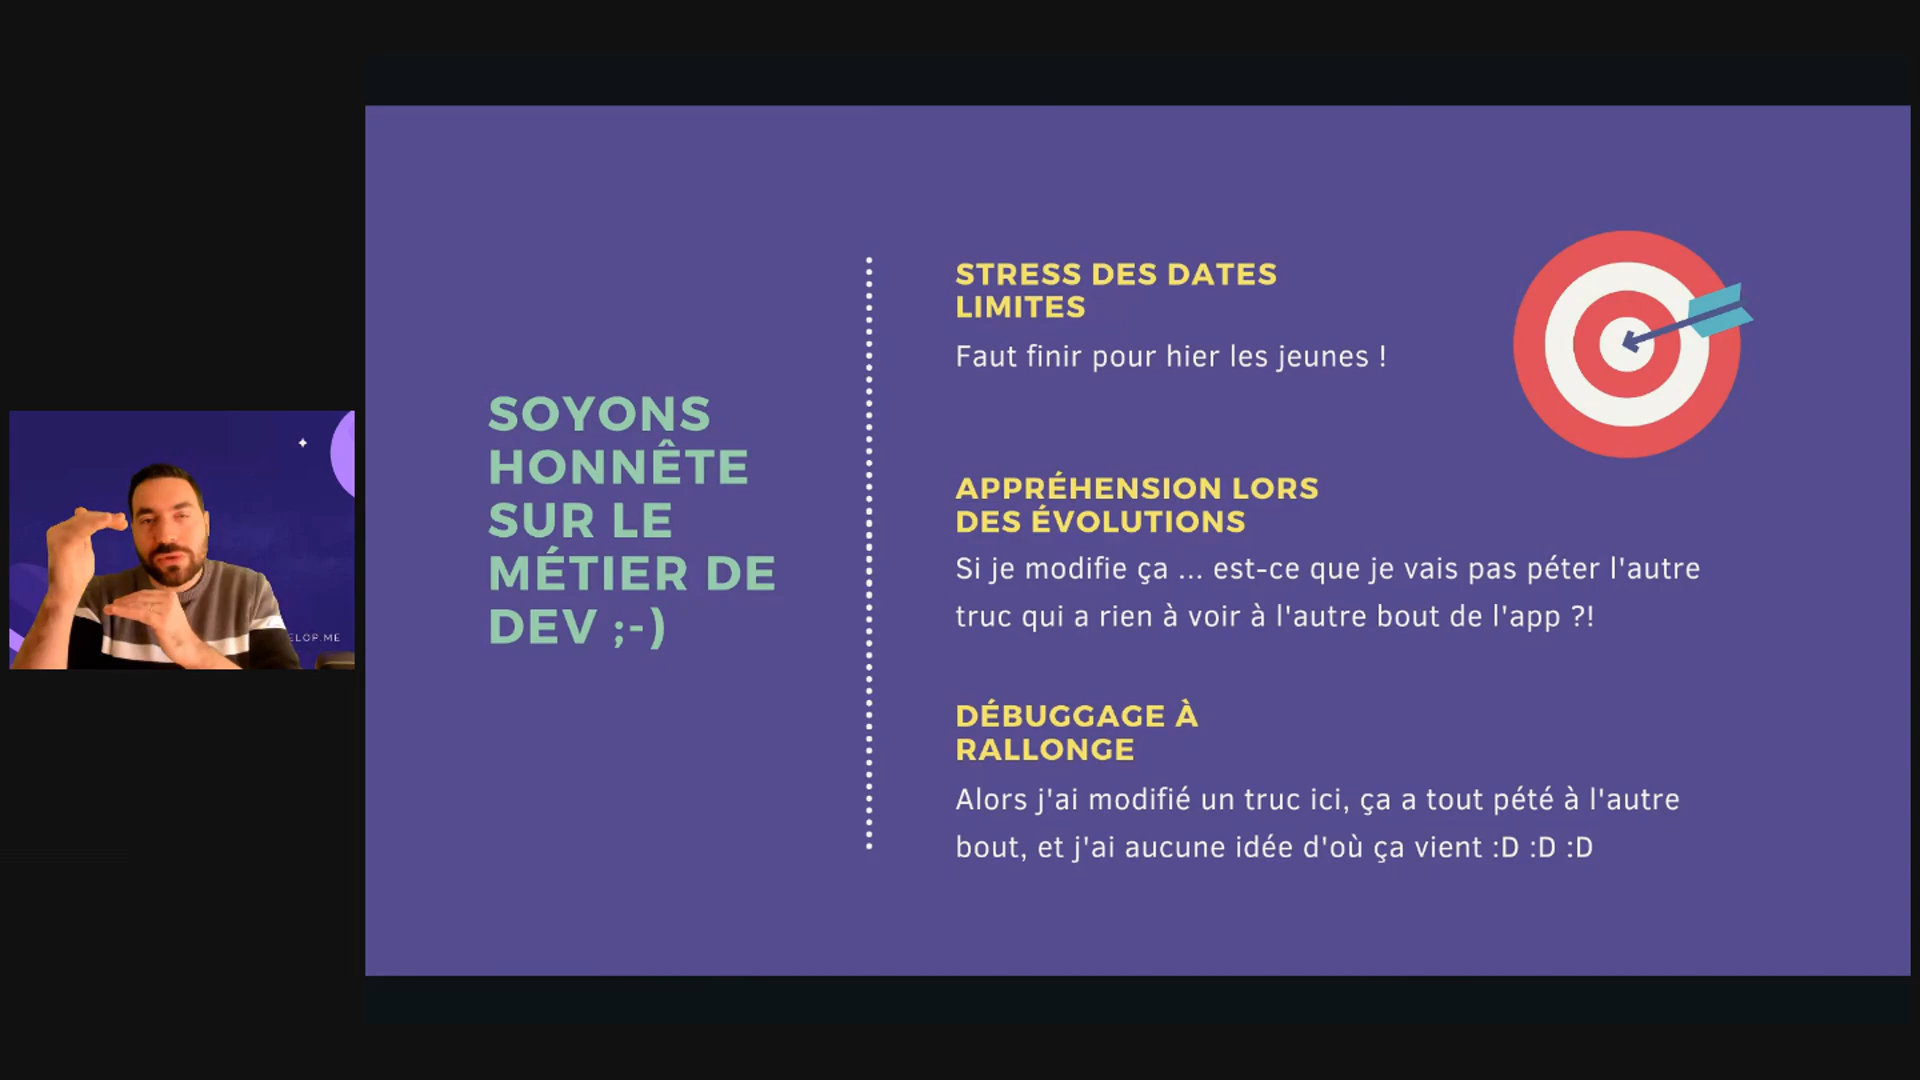 SOYONS
HONNÊTE
SUR LE
MÉTIER DE
DEV ;-)
STRESS DES DATES
LIMITES
Faut finir pour hier les jeunes !
APPRÉHENSION LORS
DES ÉVOLUTIONS
Si je modifie ça ... est-ce que je vais pas péter l'autre
truc qui a rien à voir à l'autre bout de l'app ?!
DÉBUGGAGE À
RALLONGE
Alors j'ai modifié un truc ici, ça a tout pété à l'autre
bout, et j'ai aucune idée d'où ça vient :D :D :D
ELOP.ME